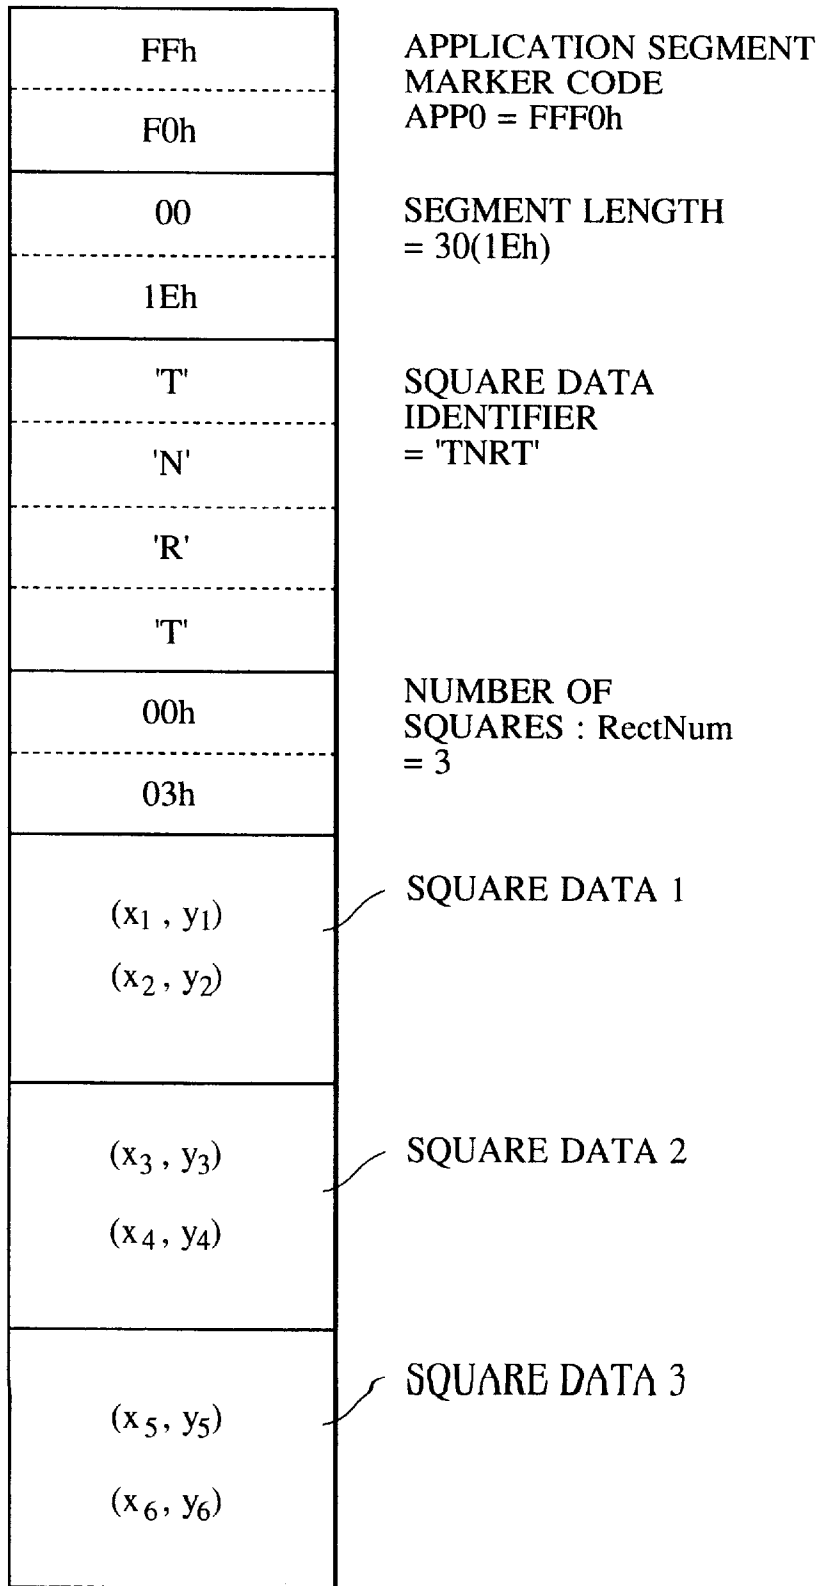 FFh
APPLICATION SEGMENT
MARKER CODE
F0h
APP0 = FFF0h
00
SEGMENT LENGTH
= 30(1Eh)
1Eh
'T'
SQUARE DATA
IDENTIFIER
= 'TNRT'
'N'
'R'
'T'
00h
NUMBER OF
SQUARES : RectNum
= 3
03h
SQUARE DATA 1
(x1 , y1)
(x2 , y2)
SQUARE DATA 2
(x3 , y3)
(x4 , y4)
SQUARE DATA 3
(x5 , y5)
(x6 , y6)